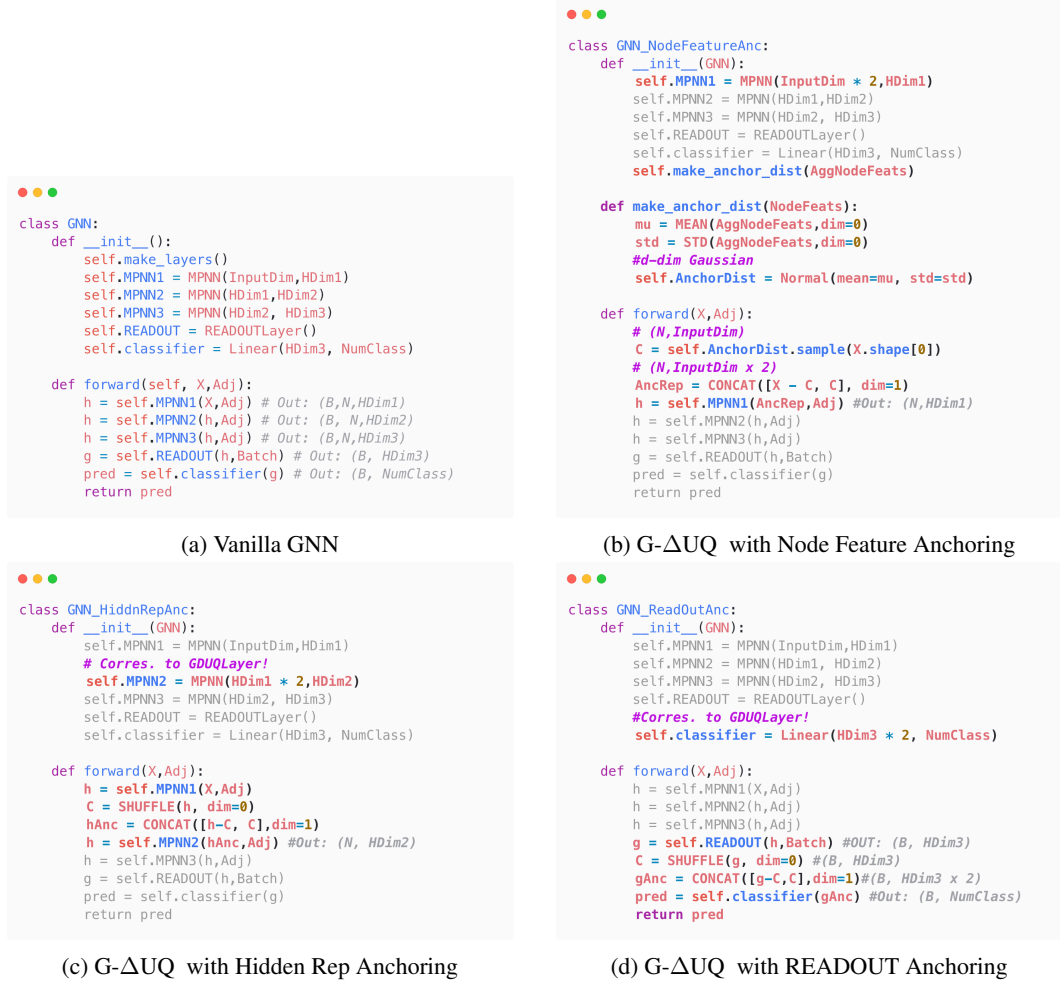 class GNN:
    def __init__():
        self.make_layers()
        self.MPNN1 = MPNN(InputDim,HDim1)
        self.MPNN2 = MPNN(HDim1,HDim2)
        self.MPNN3 = MPNN(HDim2, HDim3)
        self.READOUT = READOUTLayer()
        self.classifier = Linear(HDim3, NumClass)
    def forward(self, X,Adj):
        h = self.MPNN1(X,Adj) # Out: (B,N,HDim1)
        h = self.MPNN2(h,Adj) # Out: (B, N,HDim2)
        h = self.MPNN3(h,Adj) # Out: (B,N,HDim3)
        g = self.READOUT(h,Batch) # Out: (B, HDim3)
        pred = self.classifier(g) # Out: (B, NumClass)
        return pred
(a) Vanilla GNN
class GNN_NodeFeatureAnc:
    def __init__(GNN):
        self.MPNN1 = MPNN(InputDim * 2,HDim1)
        self.MPNN2 = MPNN(HDim1,HDim2)
        self.MPNN3 = MPNN(HDim2, HDim3)
        self.READOUT = READOUTLayer()
        self.classifier = Linear(HDim3, NumClass)
        self.make_anchor_dist(AggNodeFeats)
    def make_anchor_dist(NodeFeats):
        mu = MEAN(AggNodeFeats,dim=0)
        std = STD(AggNodeFeats,dim=0)
        #d-dim Gaussian
        self.AnchorDist = Normal(mean=mu, std=std)
    def forward(X,Adj):
        # (N,InputDim)
        C = self.AnchorDist.sample(X.shape[0])
        # (N,InputDim x 2)
        AncRep = CONCAT([X - C, C], dim=1)
        h = self.MPNN1(AncRep,Adj) #Out: (N,HDim1)
        h = self.MPNN2(h,Adj)
        h = self.MPNN3(h,Adj)
        g = self.READOUT(h,Batch)
        pred = self.classifier(g)
        return pred
(b) G-ΔUQ with Node Feature Anchoring
class GNN_HiddnRepAnc:
    def __init__(GNN):
        self.MPNN1 = MPNN(InputDim,HDim1)
        # Corres. to GDUQLayer!
        self.MPNN2 = MPNN(HDim1 * 2,HDim2)
        self.MPNN3 = MPNN(HDim2, HDim3)
        self.READOUT = READOUTLayer()
        self.classifier = Linear(HDim3, NumClass)
    def forward(X,Adj):
        h = self.MPNN1(X,Adj)
        C = SHUFFLE(h, dim=0)
        hAnc = CONCAT([h-C, C],dim=1)
        h = self.MPNN2(hAnc,Adj) #Out: (N, HDim2)
        h = self.MPNN3(h,Adj)
        g = self.READOUT(h,Batch)
        pred = self.classifier(g)
        return pred
(c) G-ΔUQ with Hidden Rep Anchoring
class GNN_ReadOutAnc:
    def __init__(GNN):
        self.MPNN1 = MPNN(InputDim,HDim1)
        self.MPNN2 = MPNN(HDim1, HDim2)
        self.MPNN3 = MPNN(HDim2, HDim3)
        self.READOUT = READOUTLayer()
        #Corres. to GDUQLayer!
        self.classifier = Linear(HDim3 * 2, NumClass)
    def forward(X,Adj):
        h = self.MPNN1(X,Adj)
        h = self.MPNN2(h,Adj)
        h = self.MPNN3(h,Adj)
        g = self.READOUT(h,Batch) #OUT: (B, HDim3)
        C = SHUFFLE(g, dim=0) #(B, HDim3)
        gAnc = CONCAT([g-C,C],dim=1)#(B, HDim3 x 2)
        pred = self.classifier(gAnc) #Out: (B, NumClass)
        return pred
(d) G-ΔUQ with READOUT Anchoring